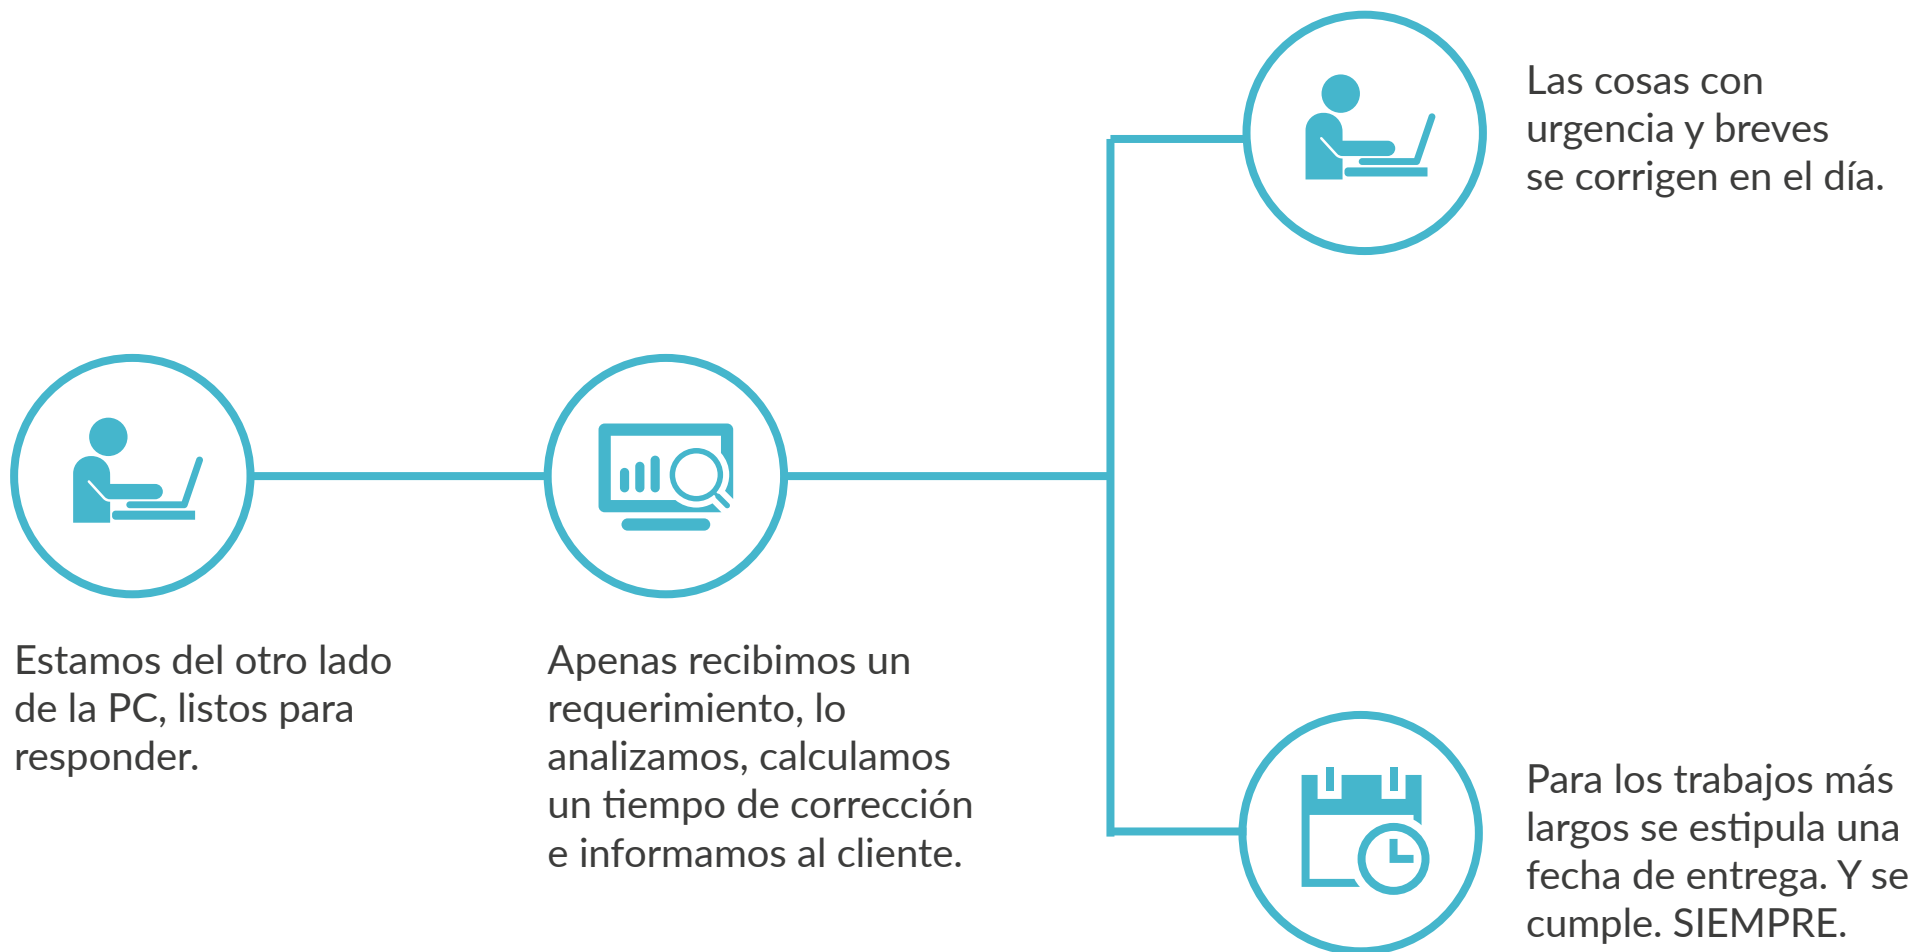 Las cosas con
urgencia y breves
se corrigen en el día.
Estamos del otro lado
de la PC, listos para
responder.
Apenas recibimos un
requerimiento, lo
analizamos, calculamos
un tiempo de corrección
e informamos al cliente.
Para los trabajos más
largos se estipula una
fecha de entrega. Y se
cumple. SIEMPRE.